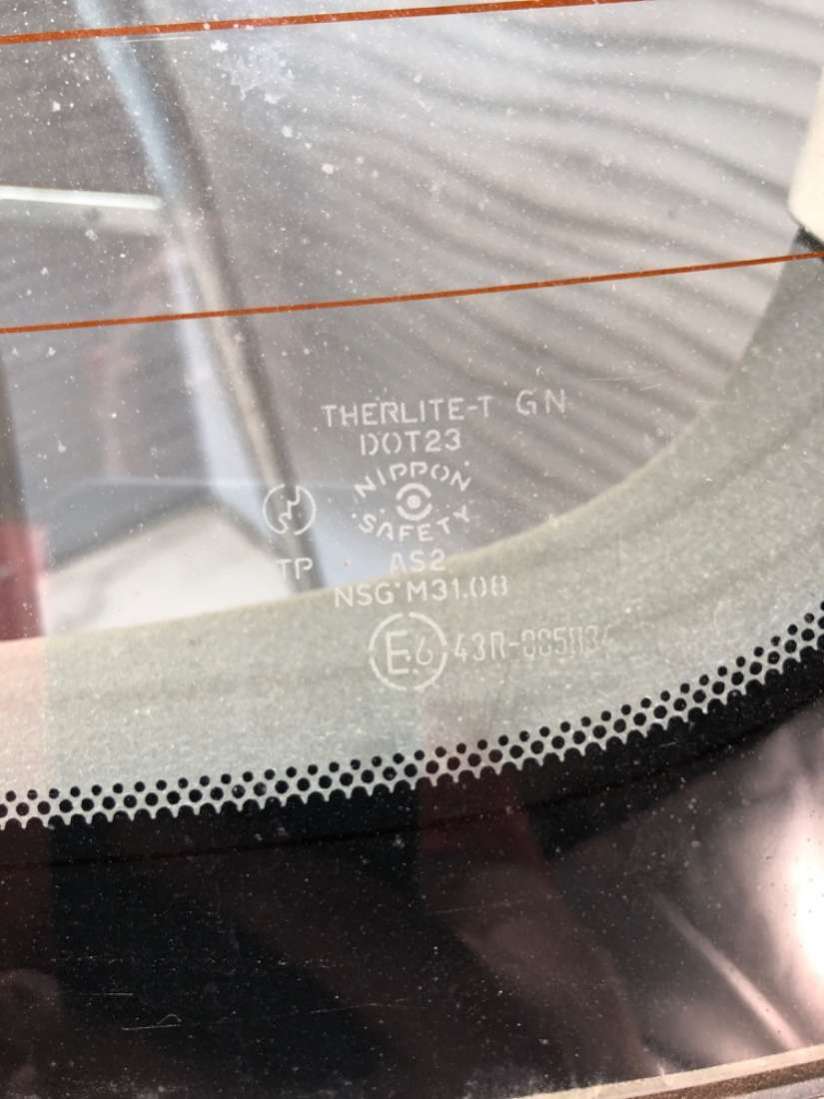 THERLITE-T GN
DOT23
NIPPON
SAFETY
TP AS2
NSG M31.08
E6